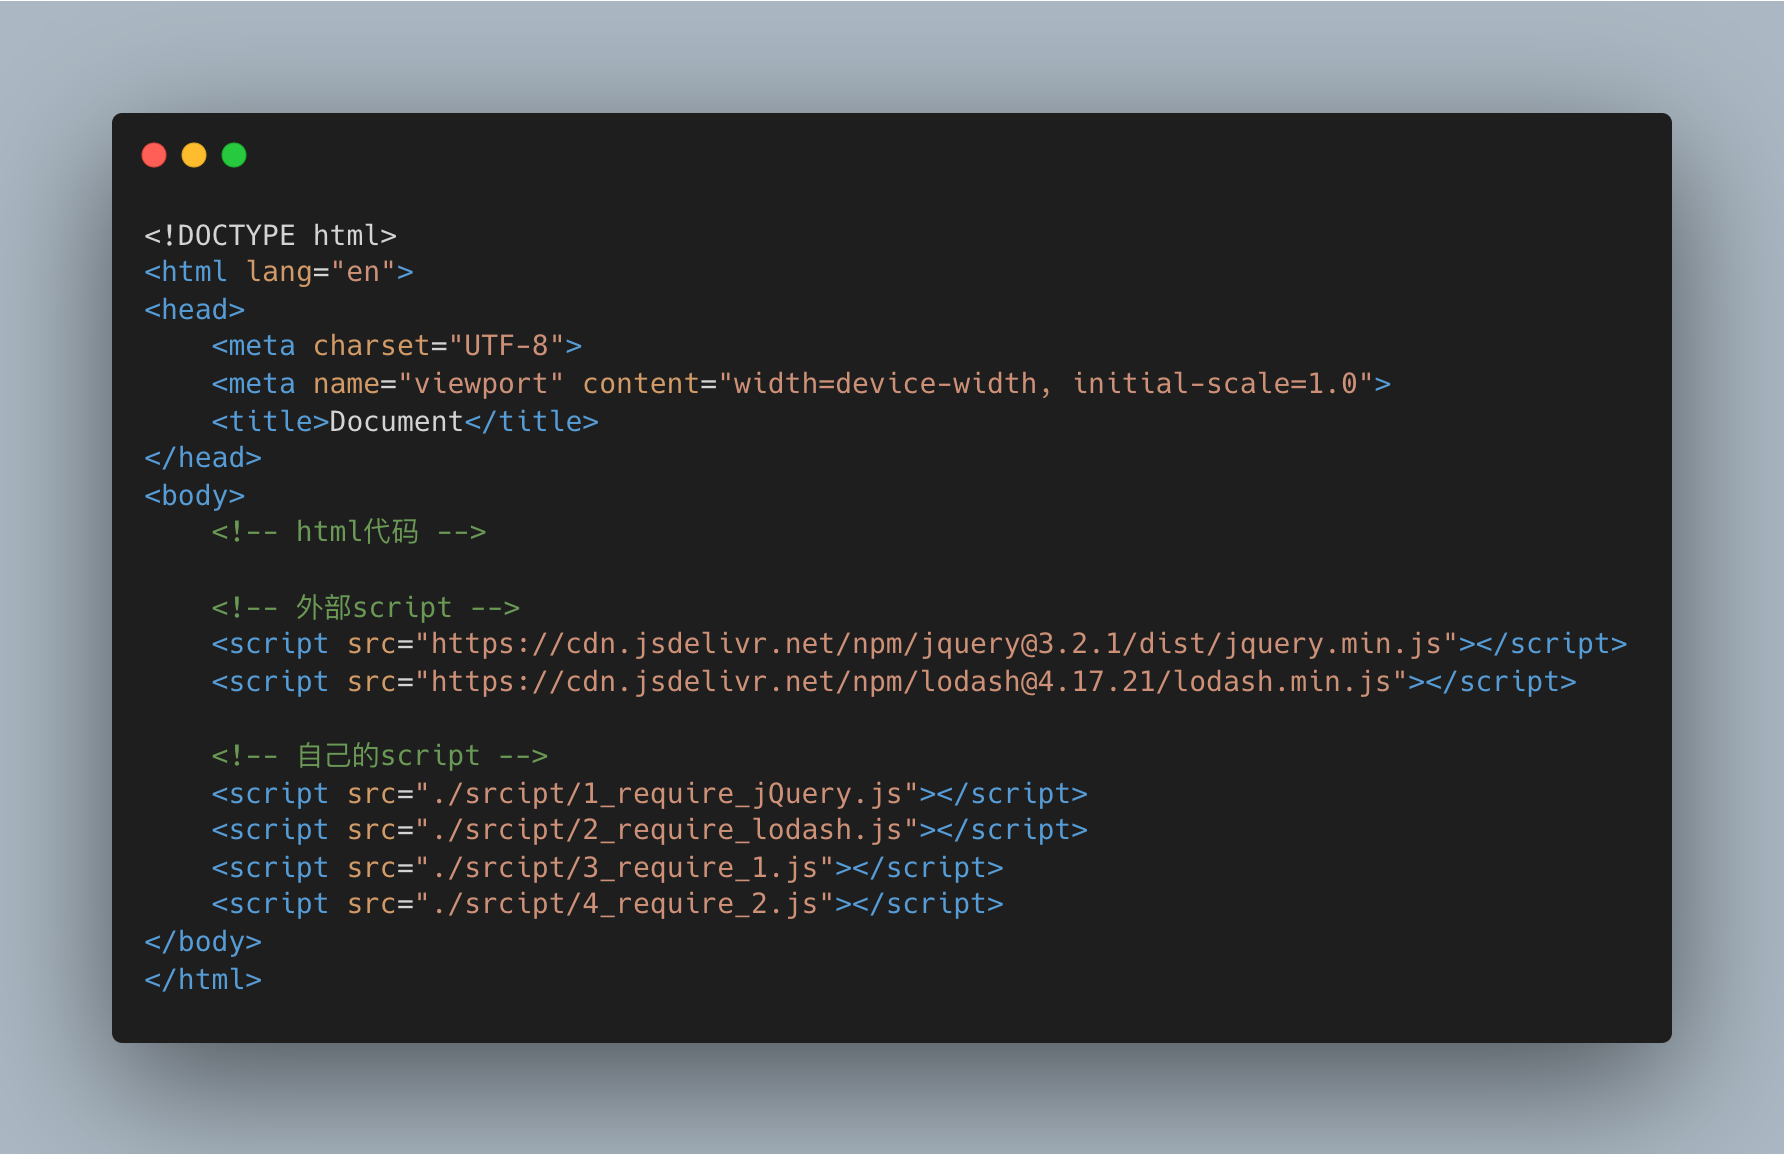 <!DOCTYPE html>
<html lang="en">
<head>
    <meta charset="UTF-8">
    <meta name="viewport" content="width=device-width, initial-scale=1.0">
    <title>Document</title>
</head>
<body>
    <!-- html代码 -->

    <!-- 外部script -->
    <script src="https://cdn.jsdelivr.net/npm/jquery@3.2.1/dist/jquery.min.js"></script>
    <script src="https://cdn.jsdelivr.net/npm/lodash@4.17.21/lodash.min.js"></script>

    <!-- 自己的script -->
    <script src="./srcipt/1_require_jQuery.js"></script>
    <script src="./srcipt/2_require_lodash.js"></script>
    <script src="./srcipt/3_require_1.js"></script>
    <script src="./srcipt/4_require_2.js"></script>
</body>
</html>